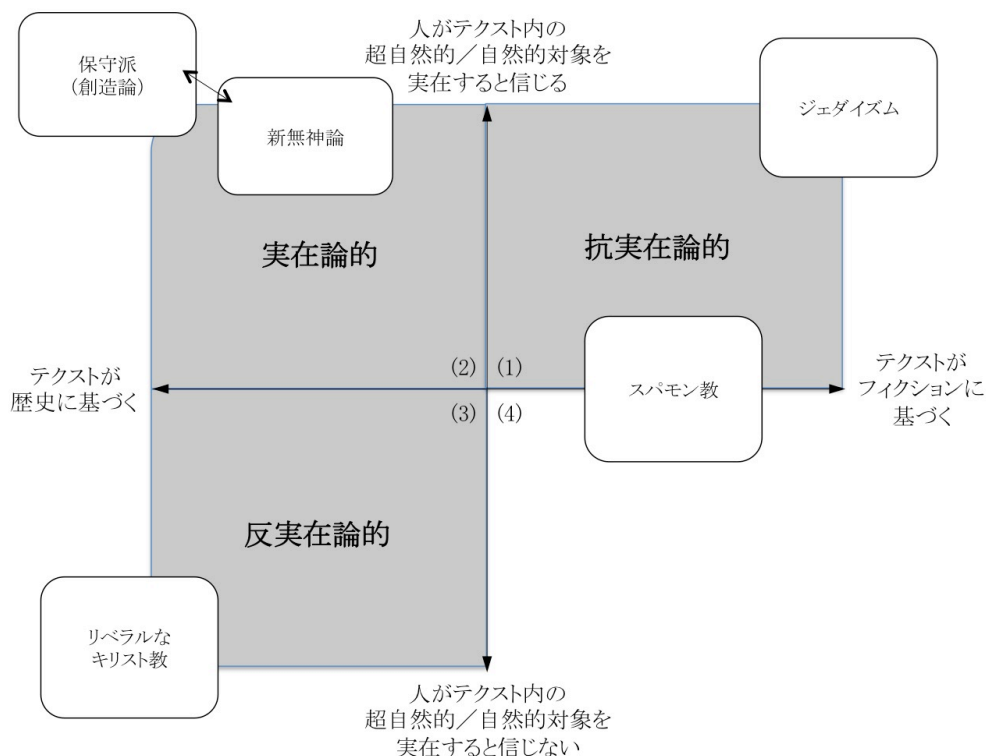 人がテクスト内の
超自然的／自然的対象を
実在すると信じる
保守派
(創造論)
新無神論
ジェダイズム
実在論的
抗実在論的
テクストが
歴史に基づく
(2)
(1)
(3)
(4)
スパモン教
テクストが
フィクションに
基づく
反実在論的
リベラルな
キリスト教
人がテクスト内の
超自然的／自然的対象を
実在すると信じない